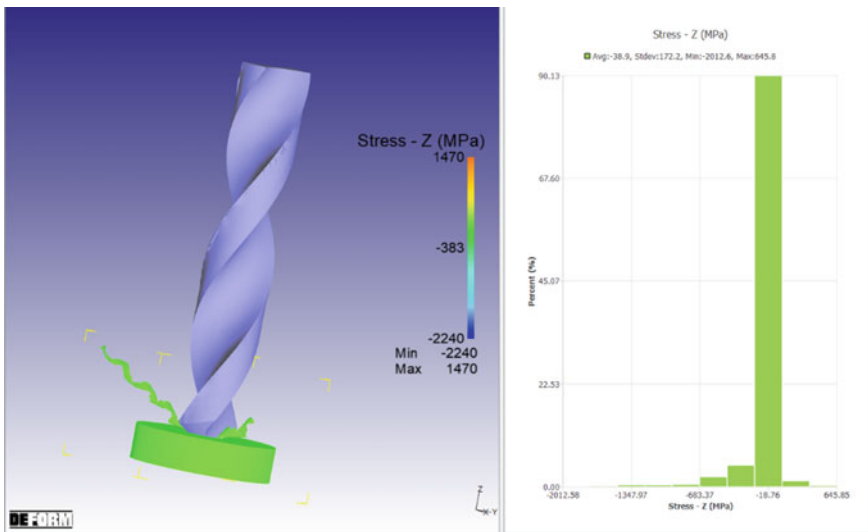 Stress - Z (MPa)
1470
-383
-2240
Min -2240
Max 1470
Z
X-Y
DEFORM
Stress - Z (MPa)
Avg:-38.9, Stdev:172.2, Min:-2012.6, Max:645.8
90.13
67.60
45.07
22.53
0.00
Percent (%)
-2012.58 -1347.97 -683.37 -18.76 645.85
Stress - Z (MPa)